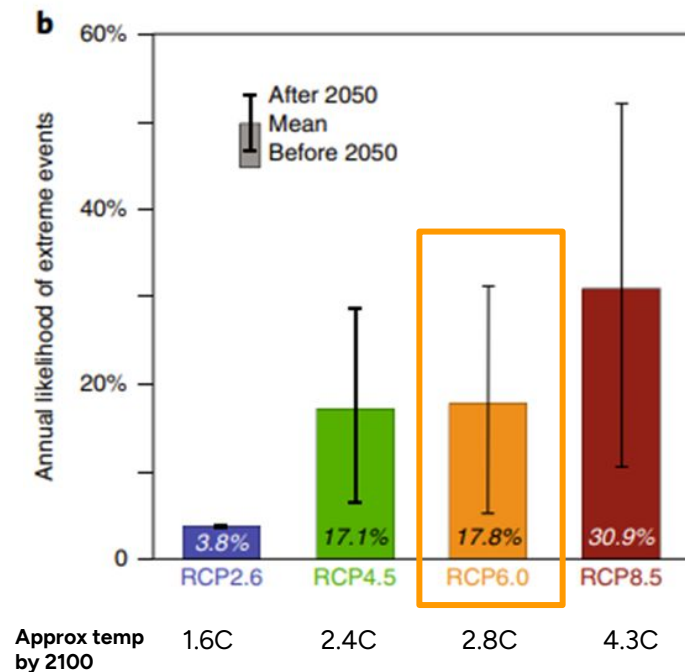 b
60%
After 2050
Mean
Before 2050
40%
20%
0
Annual likelihood of extreme events
3.8% 17.1% 17.8% 30.9%
RCP2.6 RCP4.5 RCP6.0 RCP8.5
Approx temp 1.6C 2.4C 2.8C 4.3C
by 2100